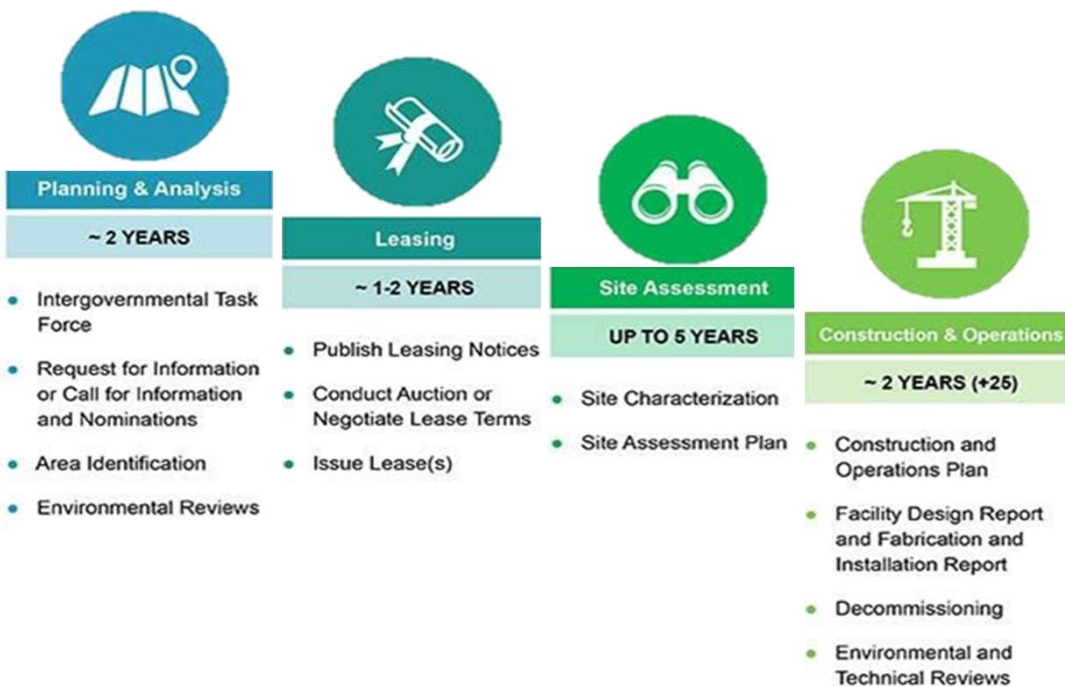 Planning & Analysis
~ 2 YEARS
• Intergovernmental Task
Force
• Request for Information
or Call for Information
and Nominations
• Area Identification
• Environmental Reviews
Leasing
~ 1-2 YEARS
• Publish Leasing Notices
• Conduct Auction or
Negotiate Lease Terms
• Issue Lease(s)
Site Assessment
UP TO 5 YEARS
• Site Characterization
• Site Assessment Plan
Construction & Operations
~ 2 YEARS (+25)
• Construction and
Operations Plan
• Facility Design Report
and Fabrication and
Installation Report
• Decommissioning
• Environmental and
Technical Reviews